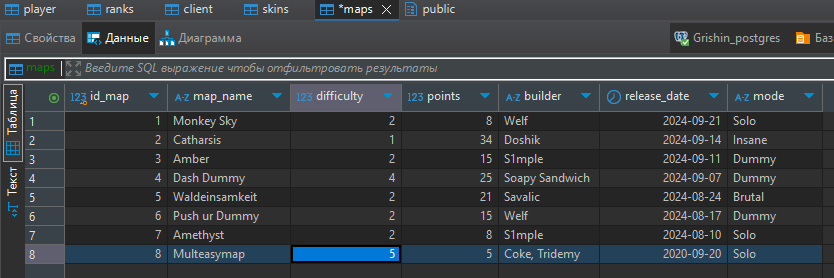 player ranks client skins *maps public
Свойства Данные Диаграмма Grishin_postgres Баз
maps Введите SQL выражение чтобы отфильтровать результаты
Таблица
Текст
123 id_map A-Z map_name 123 difficulty 123 points A-Z builder release_date A-Z mode
1 1 Monkey Sky 2 8 Welf 2024-09-21 Solo
2 2 Catharsis 1 34 Doshik 2024-09-14 Insane
3 3 Amber 2 15 S1mple 2024-09-11 Dummy
4 4 Dash Dummy 4 25 Soapy Sandwich 2024-09-07 Dummy
5 5 Waldeinsamkeit 2 21 Savalic 2024-08-24 Brutal
6 6 Push ur Dummy 2 15 Welf 2024-08-17 Dummy
7 7 Amethyst 2 8 S1mple 2024-08-10 Solo
8 8 Multeasymap 5 5 Coke, Tridemy 2020-09-20 Solo